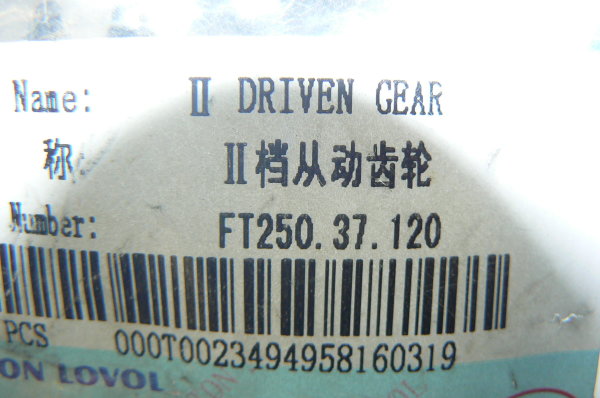 Name: Ⅱ DRIVEN GEAR
称: Ⅱ档从动齿轮
Number: FT250.37.120
PCS 000T0023494958160319
ON LOVOL